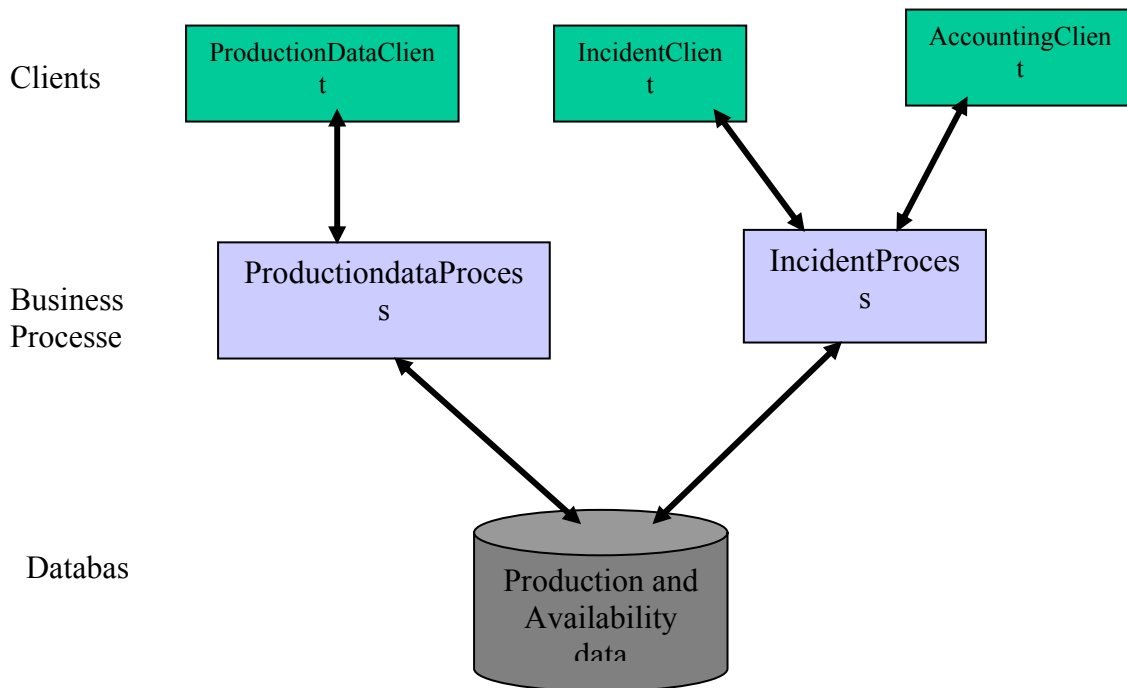 Clients
ProductionDataClien
t
IncidentClien
t
AccountingClien
t
Business
Processe
ProductiondataProces
s
IncidentProces
s
Databas
Production and
Availability
data